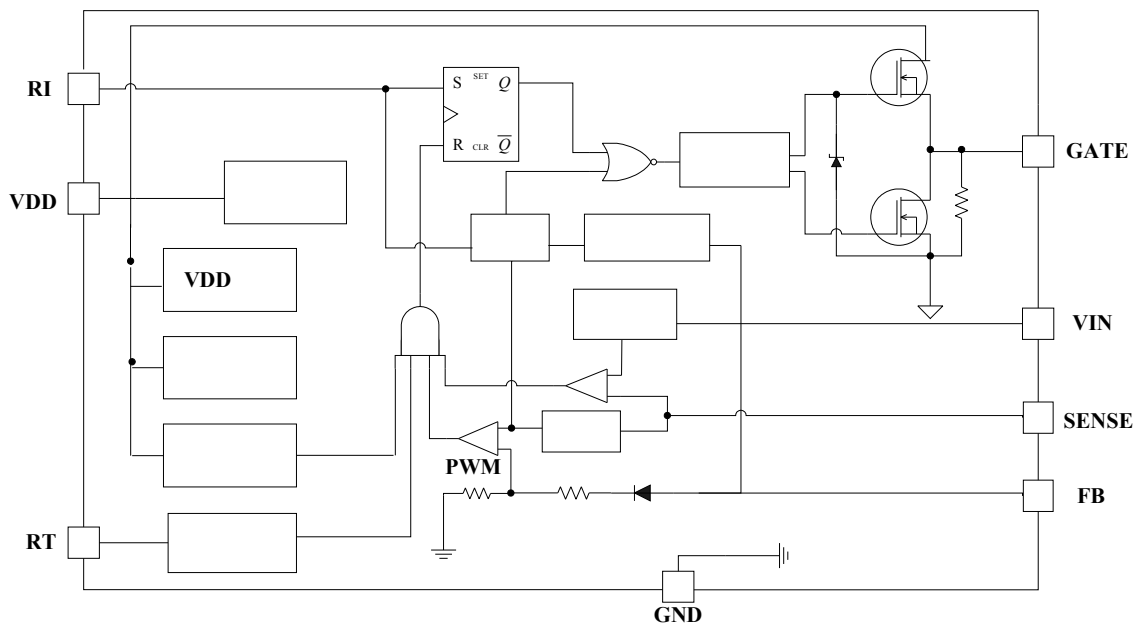 RI
S SET Q
R CLR Q̅
GATE
VDD
VDD
VIN
SENSE
PWM
FB
RT
GND